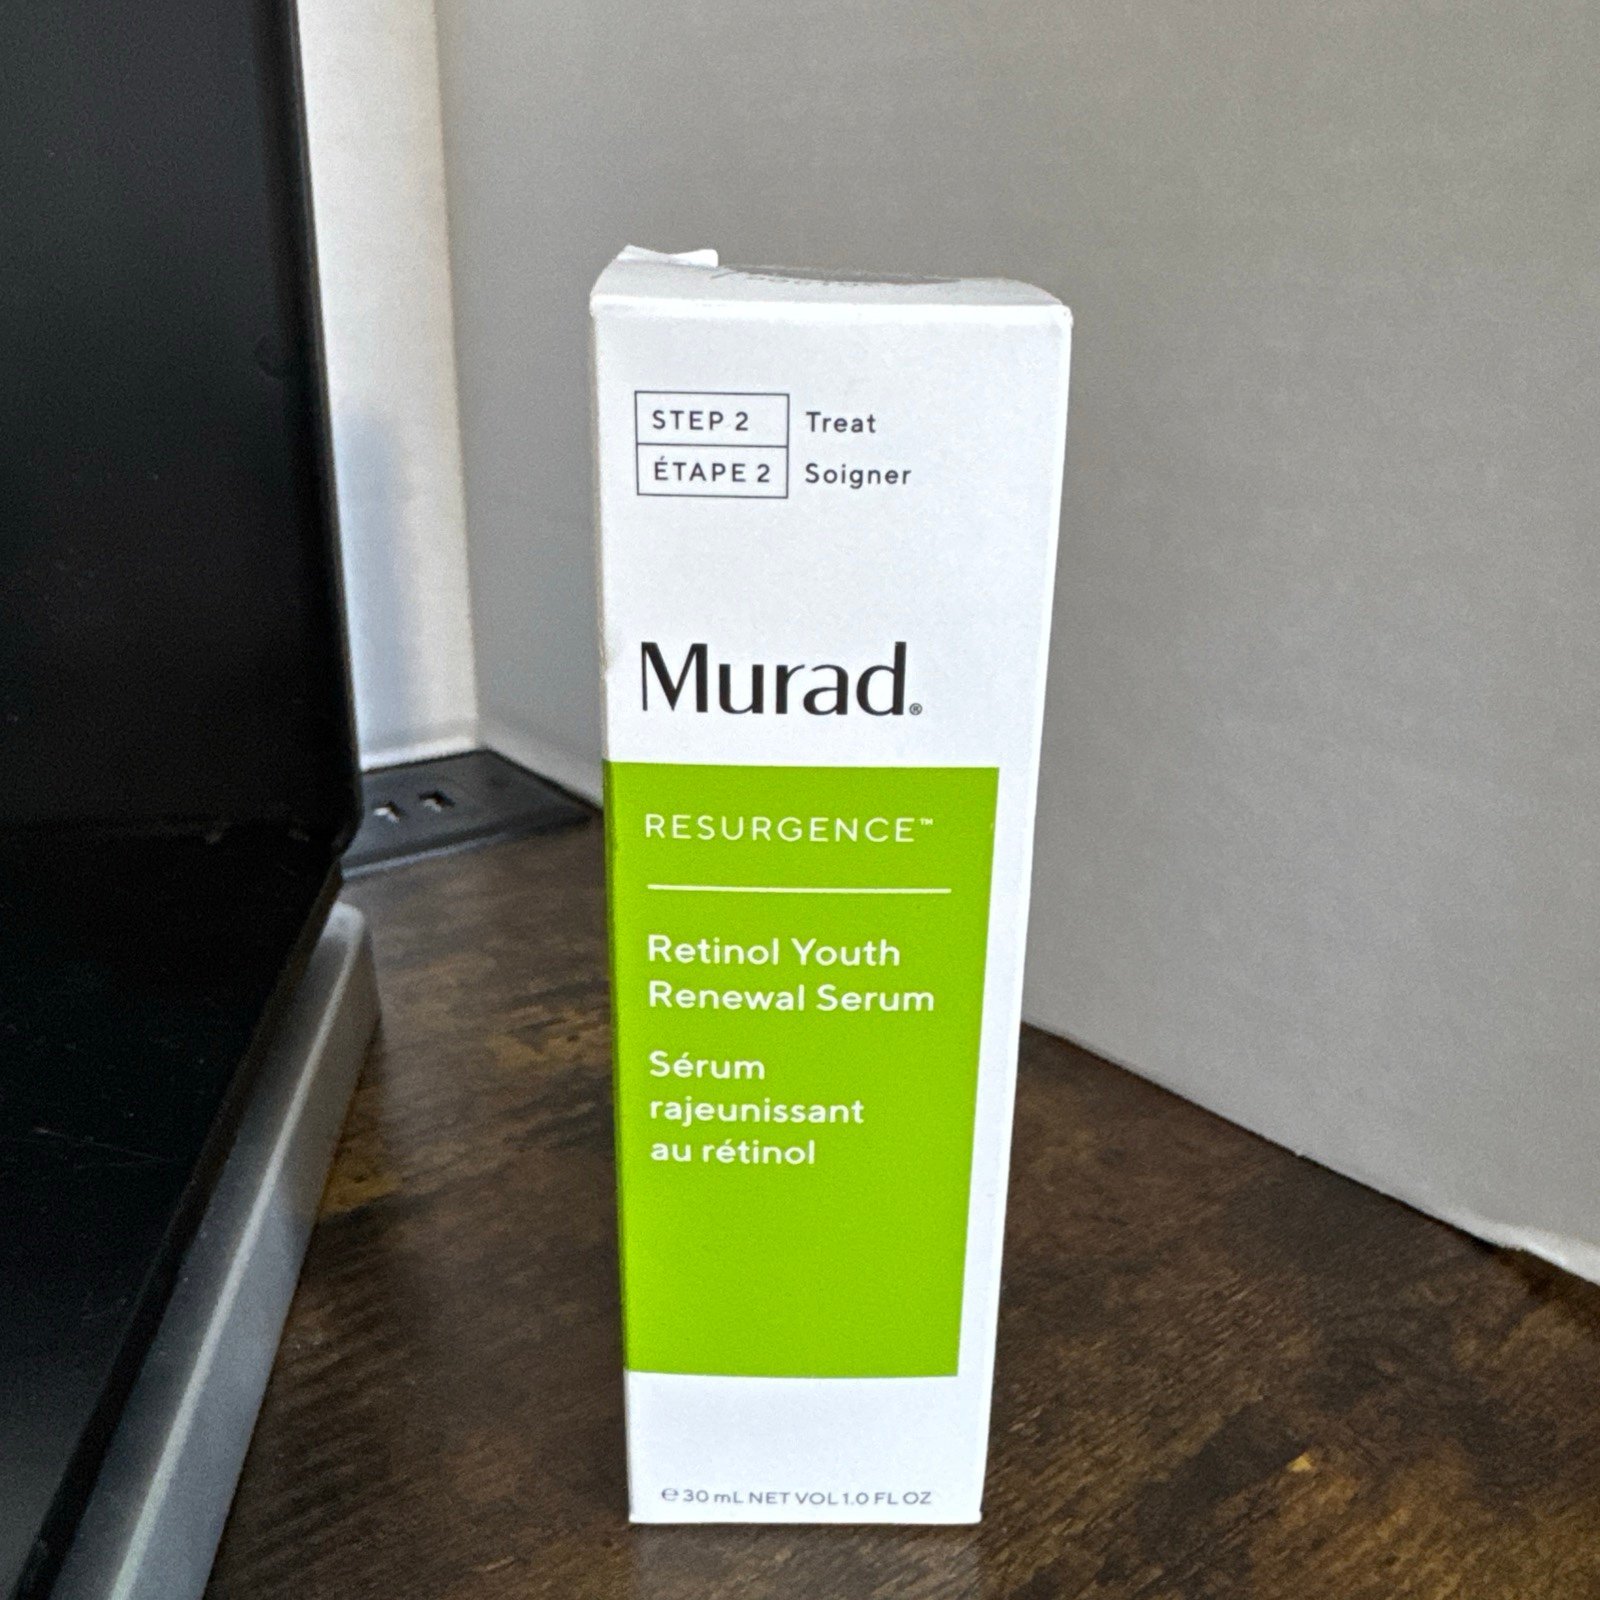 STEP 2 Treat
ÉTAPE 2 Soigner
Murad®
RESURGENCE™
Retinol Youth
Renewal Serum
Sérum
rajeunissant
au rétinol
℮ 30 mL NET VOL 1.0 FL OZ